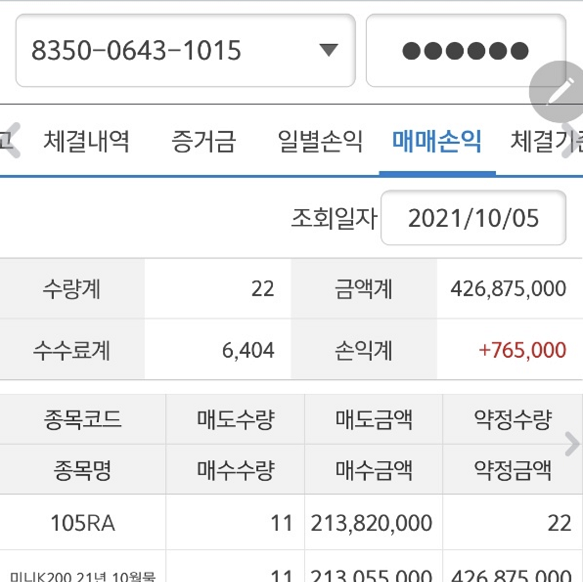 8350-0643-1015 ●●●●●●
고 체결내역 증거금 일별손익 매매손익 체결기준
조회일자 2021/10/05
수량계 22 금액계 426,875,000
수수료계 6,404 손익계 +765,000
종목코드 매도수량 매도금액 약정수량
종목명 매수수량 매수금액 약정금액
105RA 11 213,820,000 22
미니K200 21년 10월물 11 213,055,000 426,875,000